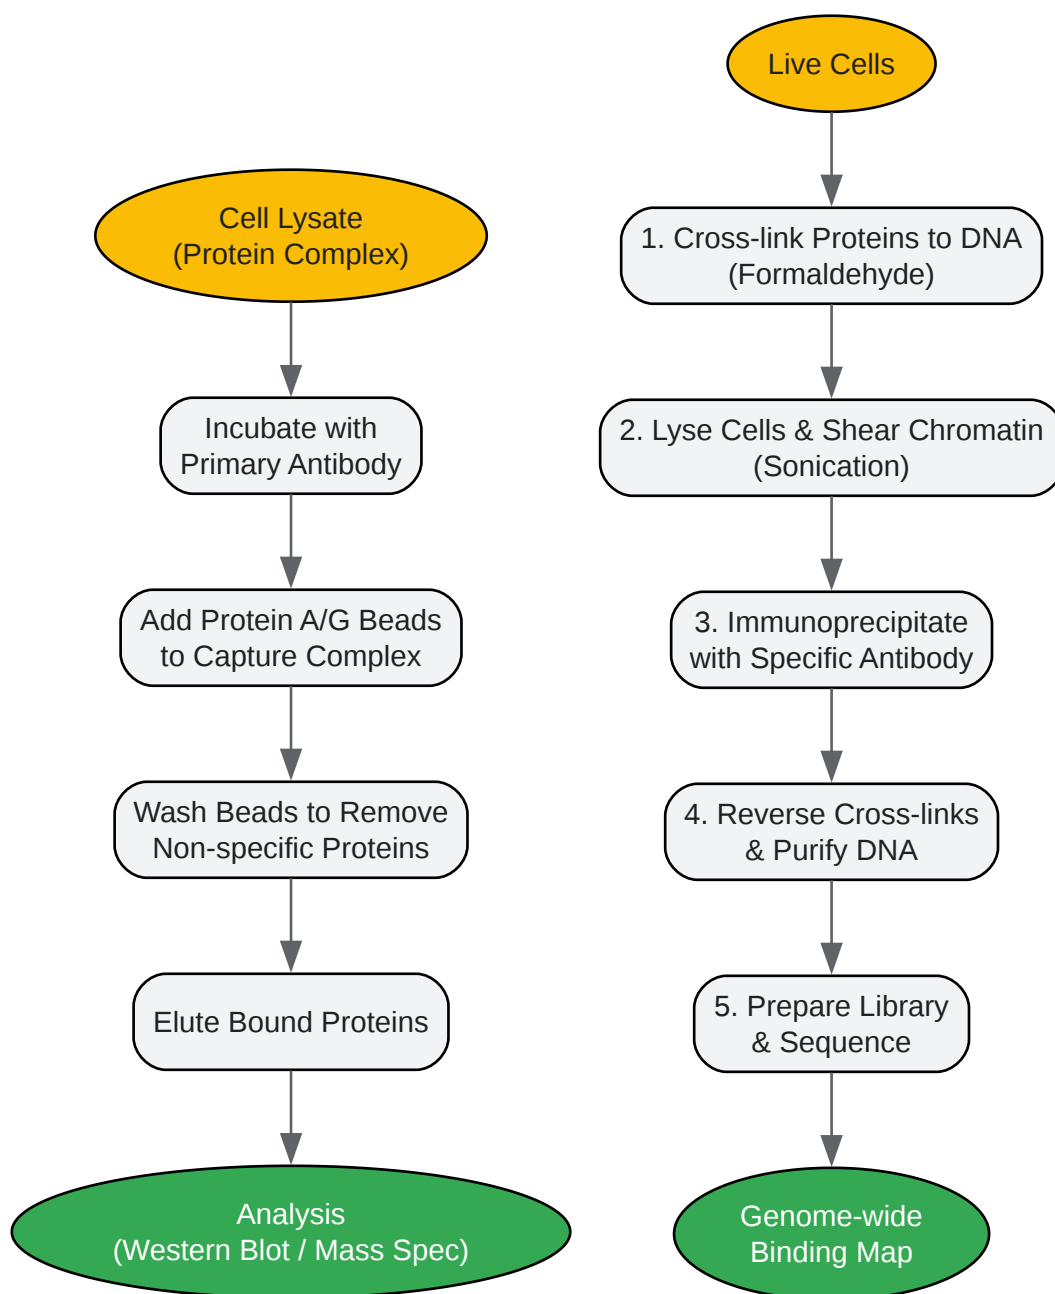 Cell Lysate
(Protein Complex)
Incubate with
Primary Antibody
Add Protein A/G Beads
to Capture Complex
Wash Beads to Remove
Non-specific Proteins
Elute Bound Proteins
Analysis
(Western Blot / Mass Spec)
Live Cells
1. Cross-link Proteins to DNA
(Formaldehyde)
2. Lyse Cells & Shear Chromatin
(Sonication)
3. Immunoprecipitate
with Specific Antibody
4. Reverse Cross-links
& Purify DNA
5. Prepare Library
& Sequence
Genome-wide
Binding Map